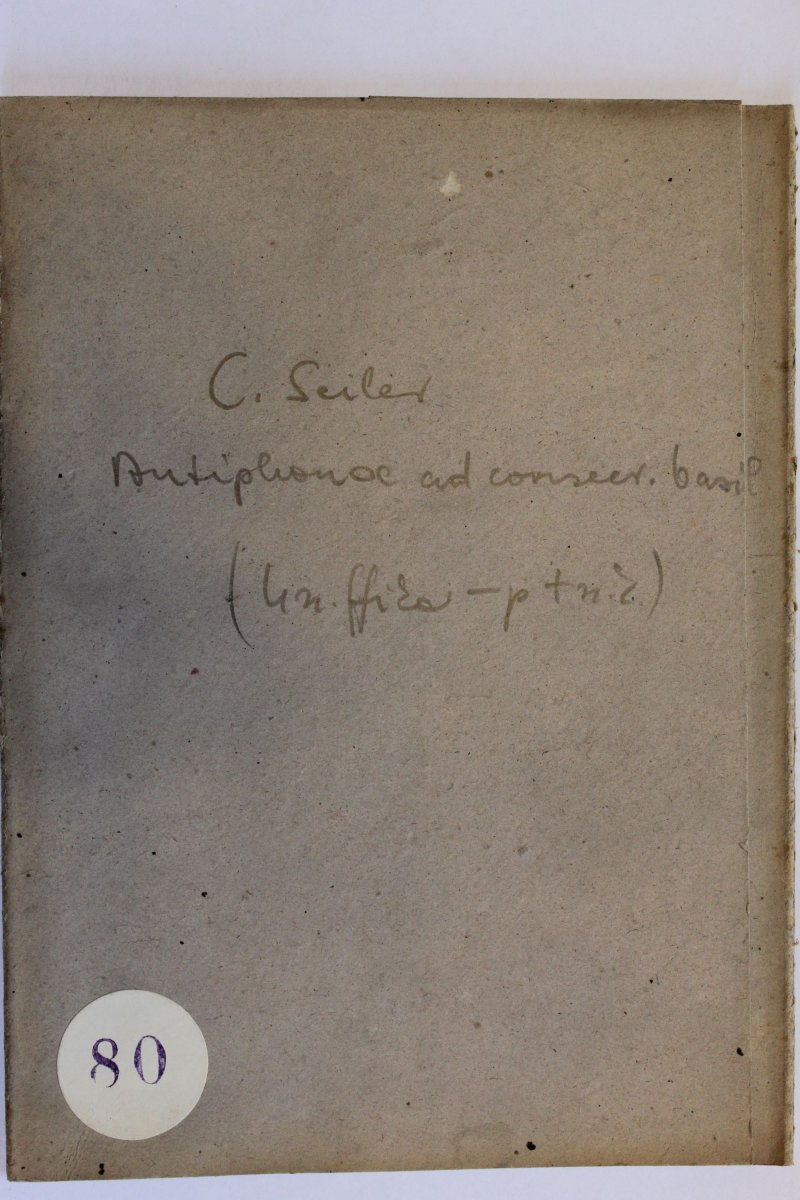 C. Seiler
Antiphonae ad consecr. basil
80